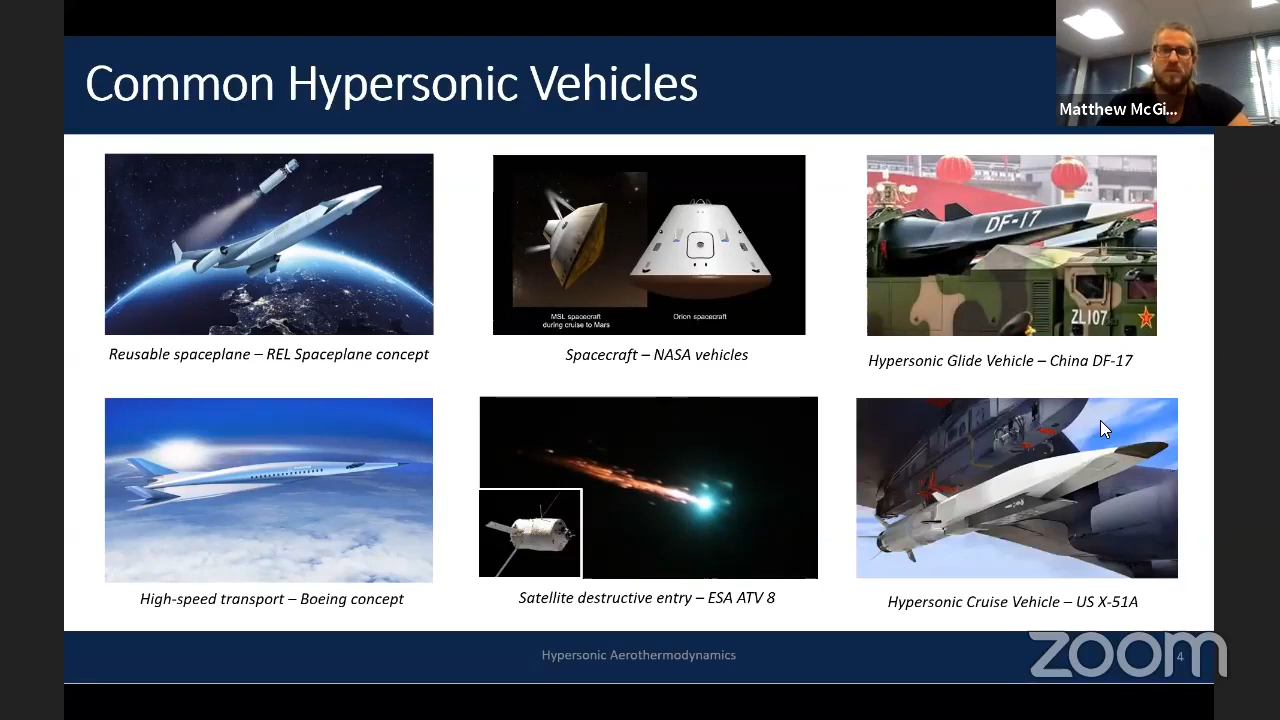 Common Hypersonic Vehicles
Matthew McGi...
MSL spacecraft
during cruise to Mars
Orion spacecraft
DF-17
ZL107
Reusable spaceplane – REL Spaceplane concept
Spacecraft – NASA vehicles
Hypersonic Glide Vehicle – China DF-17
High-speed transport – Boeing concept
Satellite destructive entry – ESA ATV 8
Hypersonic Cruise Vehicle – US X-51A
Hypersonic Aerothermodynamics
zoom
4